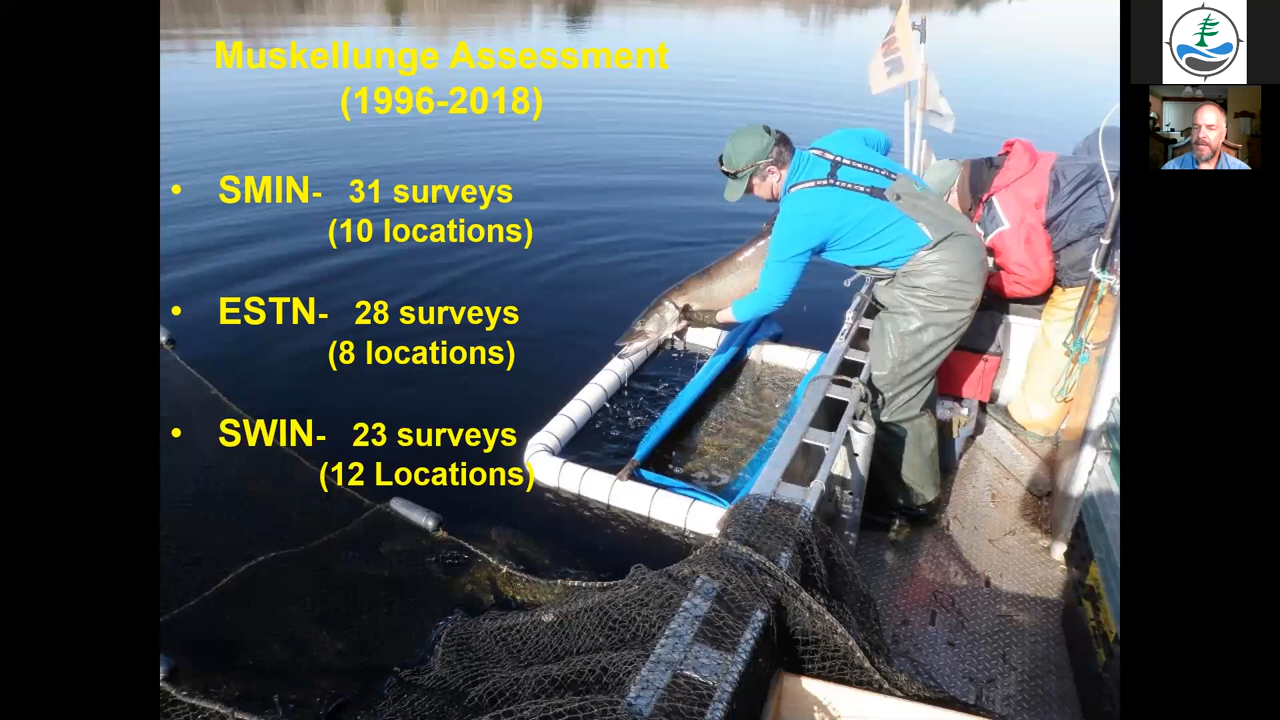 Muskellunge Assessment
(1996-2018)
• SMIN- 31 surveys
(10 locations)
• ESTN- 28 surveys
(8 locations)
• SWIN- 23 surveys
(12 Locations)